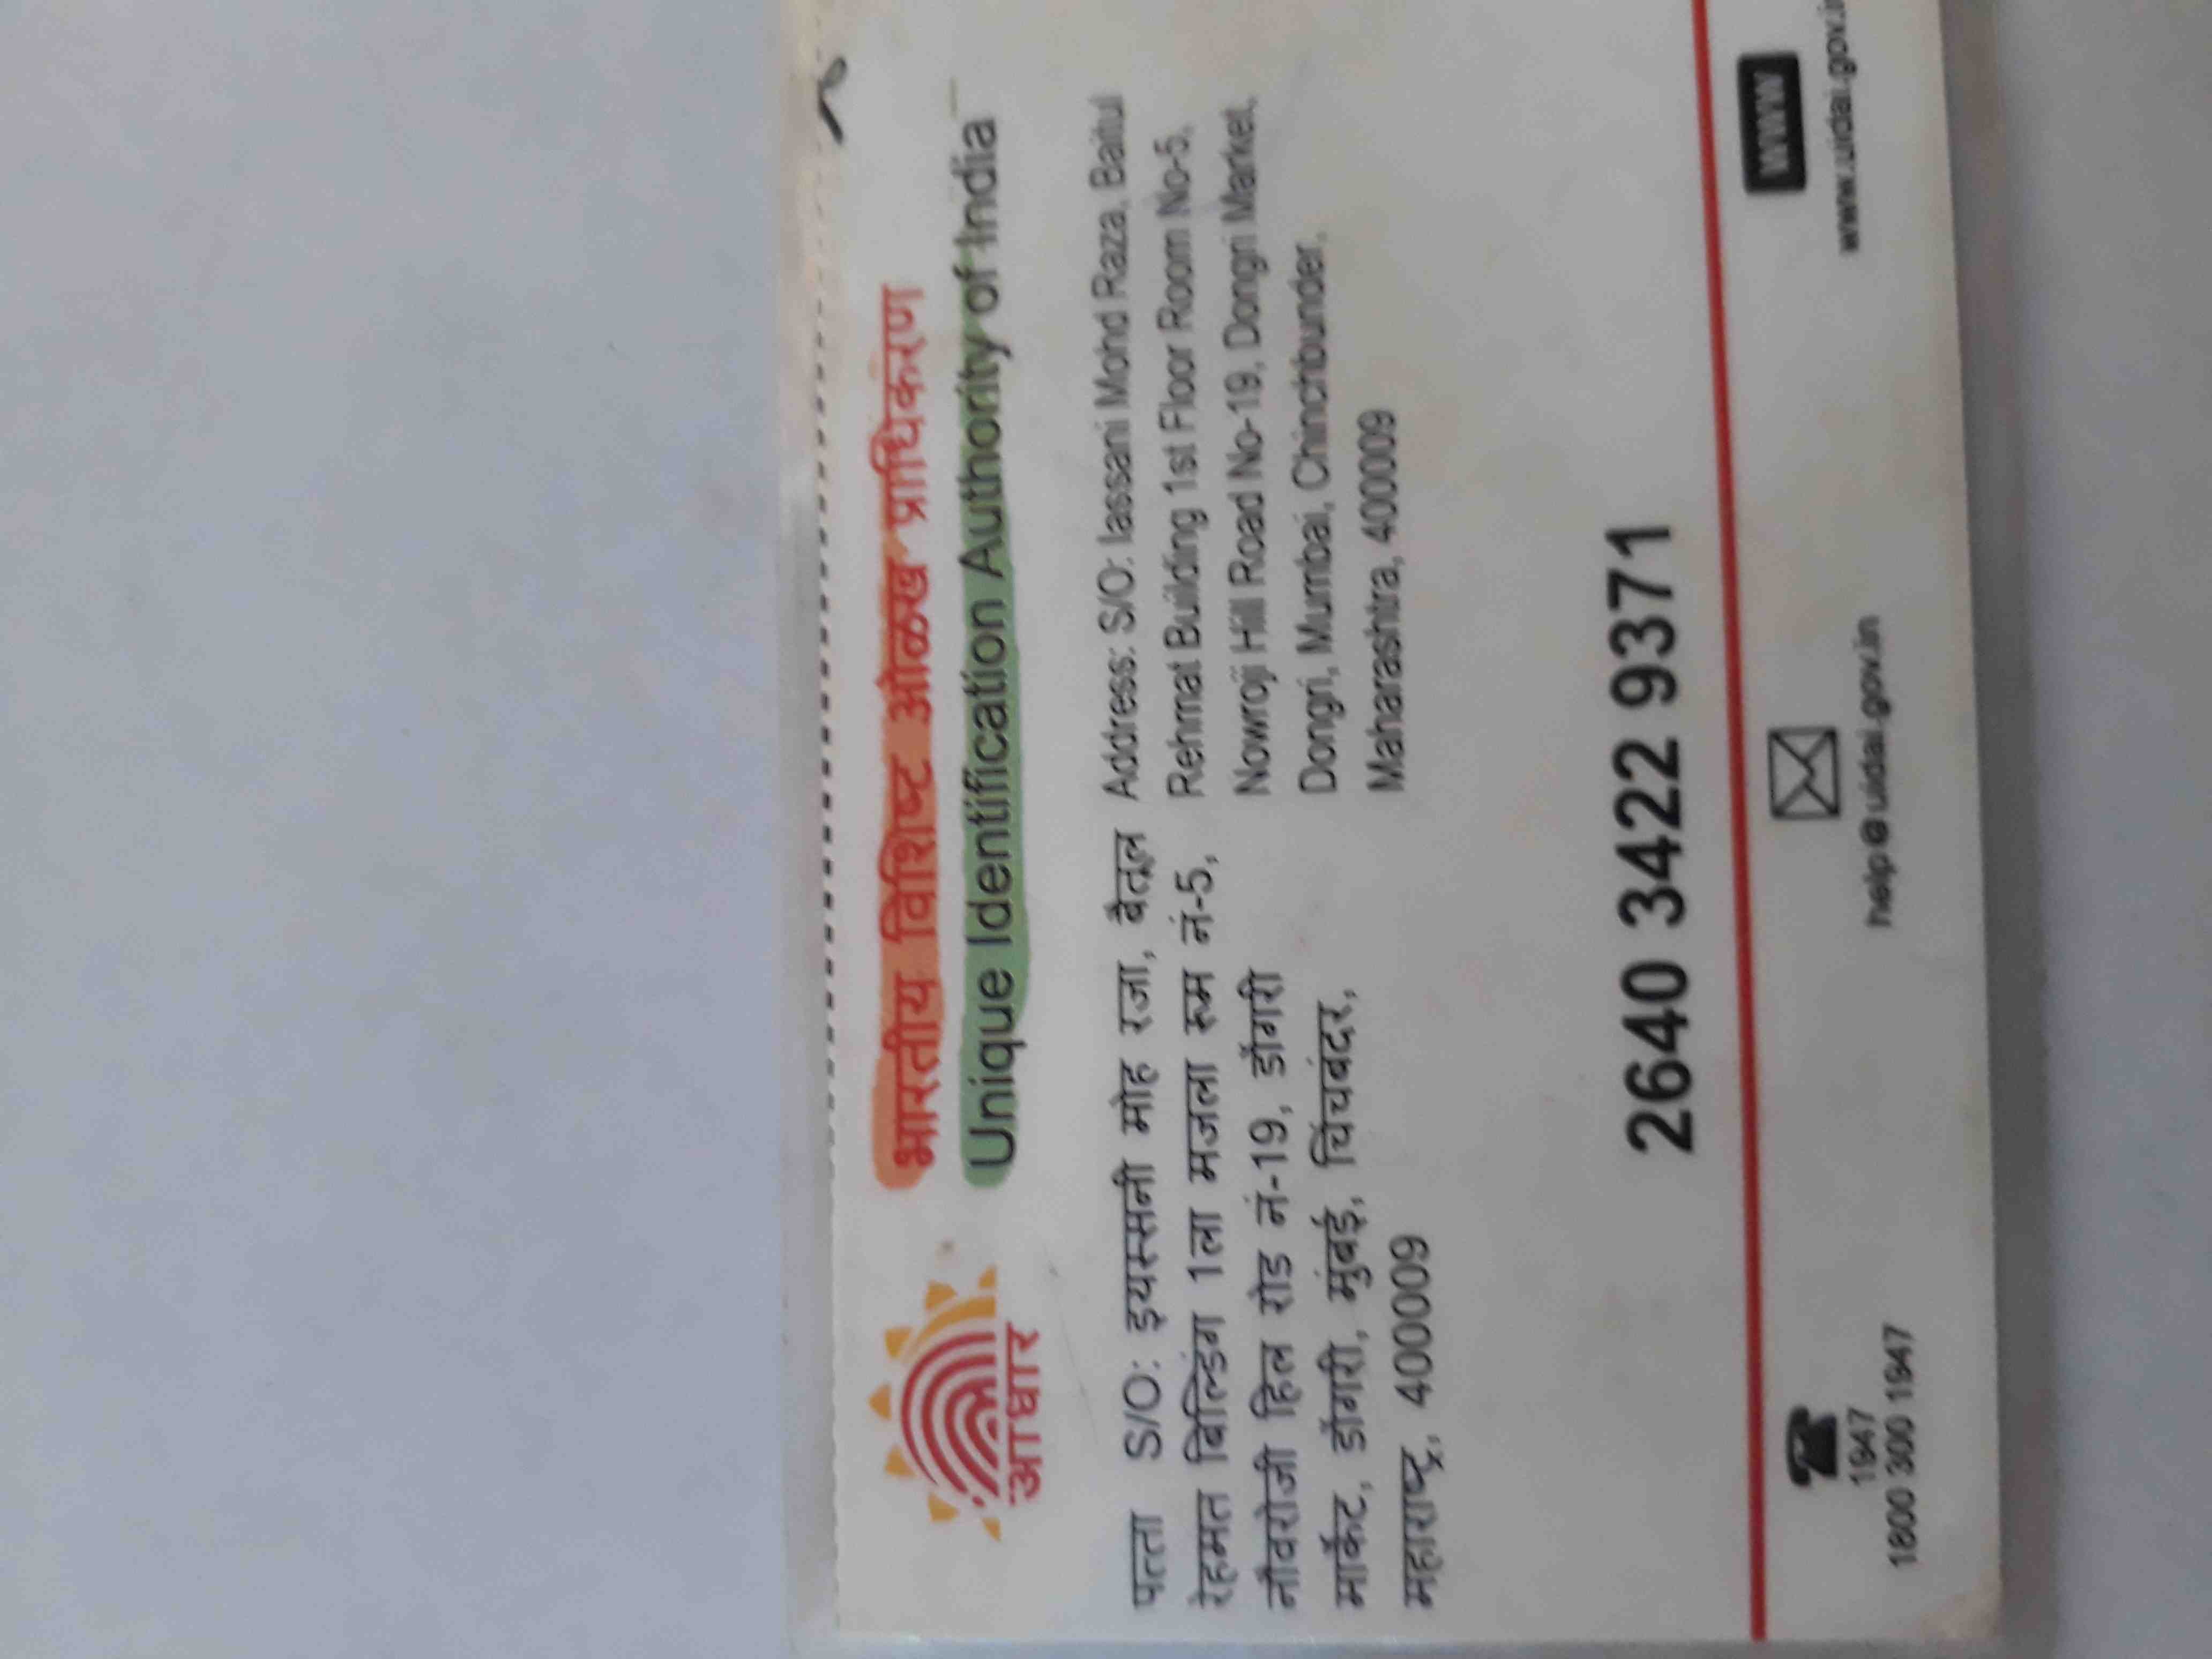 भारतीय विशिष्ट ओळख प्राधिकरण
Unique Identification Authority of India
आधार
पत्ता S/O: इयस्सनी मोह रजा, बैतूल
रेहमत बिल्डिंग 1ला मजला रूम नं-5,
नौवरोजी हिल रोड नं-19, डोंगरी
मार्केट, डोंगरी, मुंबई, चिंचबंदर,
महाराष्ट्र, 400009
Address: S/O: Iassani Mohd Raza, Baitul
Rehmat Building 1st Floor Room No-5,
Nowroji Hill Road No-19, Dongri Market,
Dongri, Mumbai, Chinchbunder,
Maharashtra, 400009
2640 3422 9371
1947
1800 300 1947
help@uidai.gov.in
WWW
www.uidai.gov.in